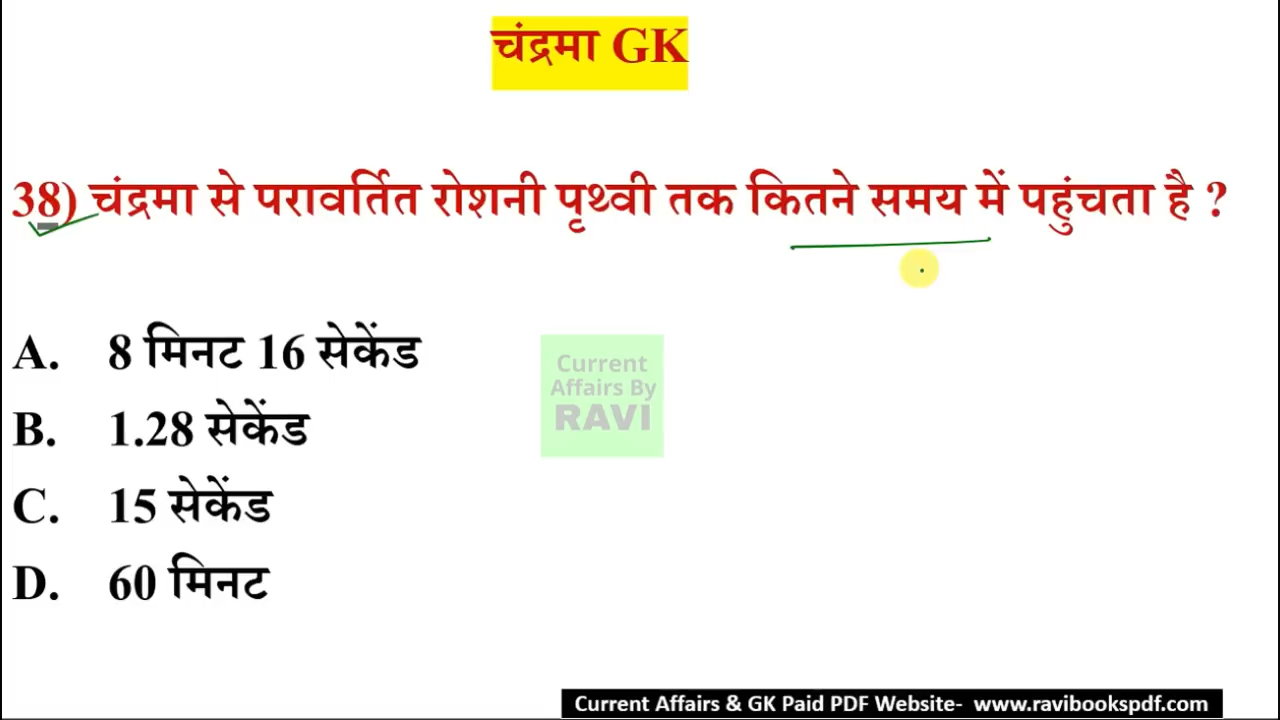 चंद्रमा GK
38) चंद्रमा से परावर्तित रोशनी पृथ्वी तक कितने समय में पहुंचता है ?
A. 8 मिनट 16 सेकेंड
B. 1.28 सेकेंड
C. 15 सेकेंड
D. 60 मिनट
Current
Affairs By
RAVI
Current Affairs & GK Paid PDF Website- www.ravibookspdf.com